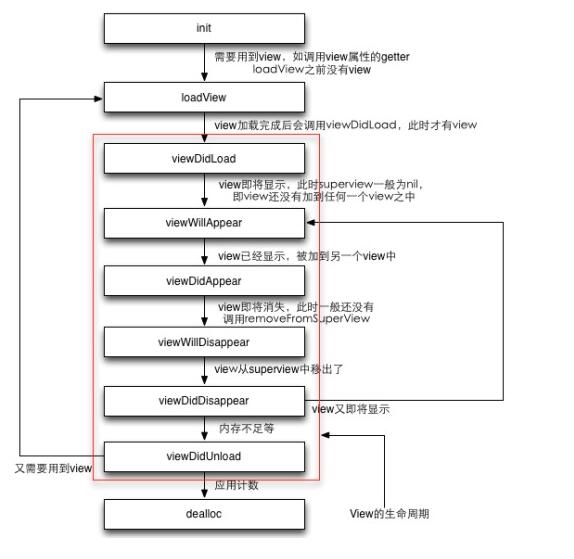 init
需要用到view，如调用view属性的getter
loadView之前没有view
loadView
view加载完成后会调用viewDidLoad，此时才有view
viewDidLoad
view即将显示，此时superview一般为nil，
即view还没有加到任何一个view之中
viewWillAppear
view已经显示，被加到另一个view中
viewDidAppear
view即将消失，此时一般还没有
调用removeFromSuperView
viewWillDisappear
view从superview中移出了
viewDidDisappear
view又即将显示
内存不足等
viewDidUnload
又需要用到view
应用计数
dealloc
View的生命周期